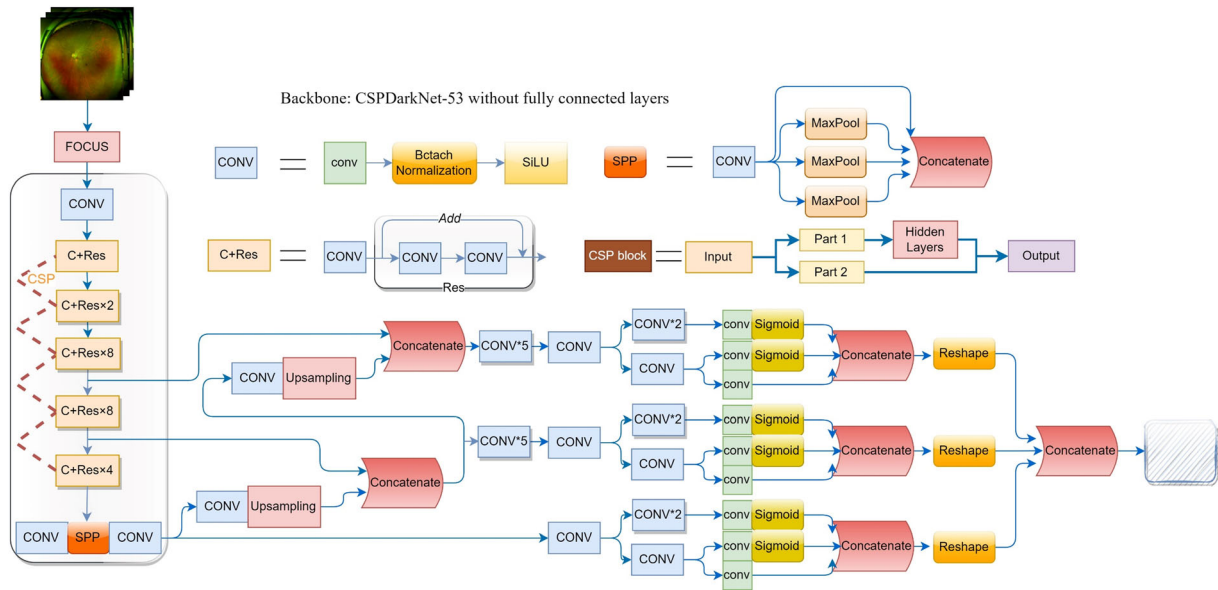 Backbone: CSPDarkNet-53 without fully connected layers
FOCUS
CONV
C+Res
CSP
C+Res×2
C+Res×8
C+Res×8
C+Res×4
CONV
SPP
CONV
CONV
conv
Bctach
Normalization
SiLU
SPP
CONV
MaxPool
MaxPool
MaxPool
Concatenate
C+Res
CONV
Add
CONV
CONV
Res
CSP block
Input
Part 1
Part 2
Hidden
Layers
Output
CONV
Upsampling
Concatenate
CONV*5
CONV
CONV*2
CONV
conv
Sigmoid
conv
Sigmoid
conv
Concatenate
Reshape
CONV
Upsampling
Concatenate
CONV*5
CONV
CONV*2
CONV
conv
Sigmoid
conv
Sigmoid
conv
Concatenate
Reshape
Concatenate
CONV
CONV*2
CONV
conv
Sigmoid
conv
Sigmoid
conv
Concatenate
Reshape